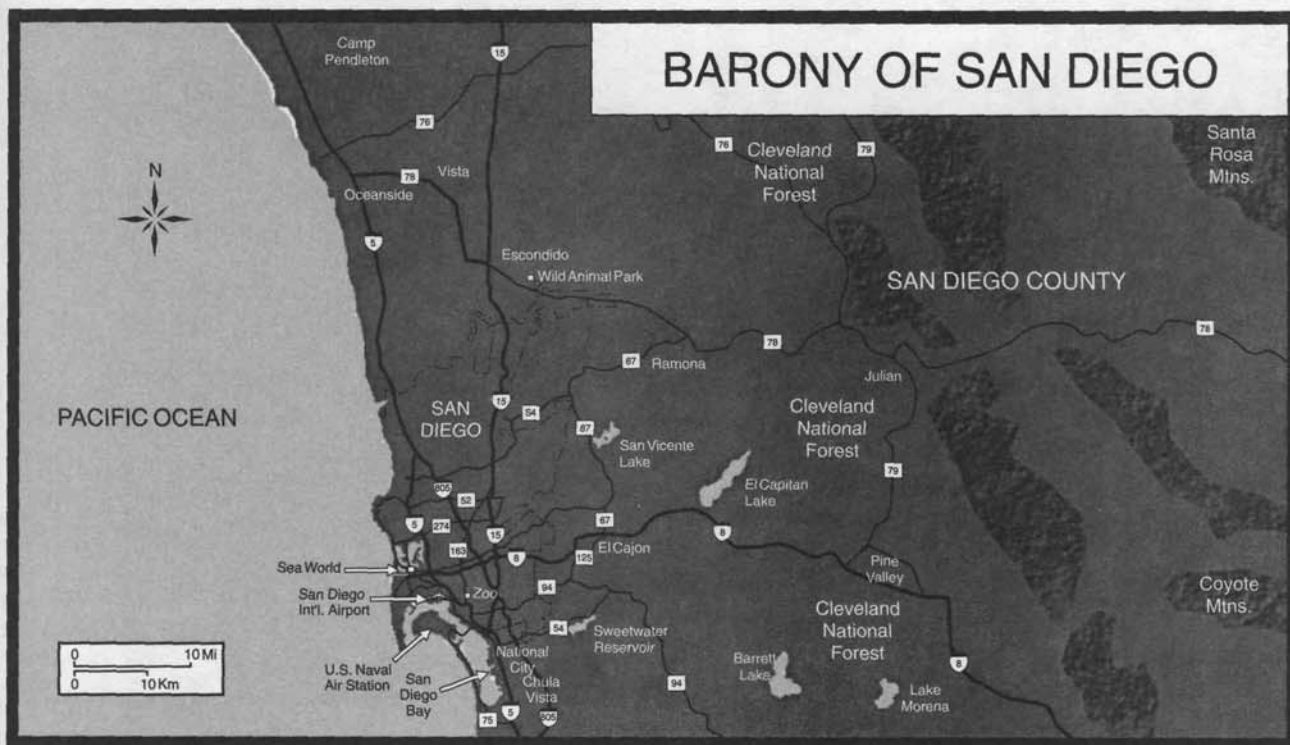 BARONY OF SAN DIEGO
Camp
Pendleton
15
76
76
79
Cleveland
National
Forest
Santa
Rosa
Mtns.
N
78
Vista
Oceanside
5
Escondido
Wild Animal Park
SAN DIEGO COUNTY
78
78
67
Ramona
Julian
PACIFIC OCEAN
SAN
DIEGO
15
S4
67
San Vicente
Lake
Cleveland
National
Forest
79
El Capitan
Lake
805
52
5
274
163
15
8
67
El Cajon
125
8
Pine
Valley
Sea World
San Diego
Int'l. Airport
Zoo
94
54
Sweetwater
Reservoir
Cleveland
National
Forest
Coyote
Mtns.
0 10 Mi
0 10 Km
U.S. Naval
Air Station
San
Diego
Bay
National
City
Chula
Vista
94
Barrett
Lake
Lake
Morena
8
75
5
805